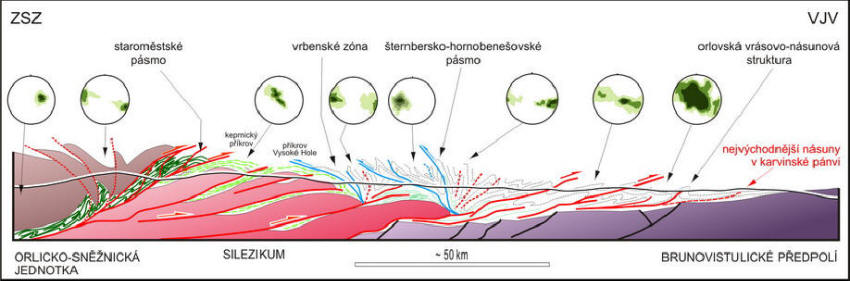 ZSZ
VJV
staroměstské
pásmo
vrbenské zóna
šternbersko-hornobenešovské
pásmo
orlovská vrásovo-násunová
struktura
keprnický
příkrov
příkrov
Vysoké Hole
nejvýchodnější násuny
v karvinské pánvi
ORLICKO-SNĚŽNICKÁ
JEDNOTKA
SILEZIKUM
~ 50 km
BRUNOVISTULICKÉ PŘEDPOLÍ